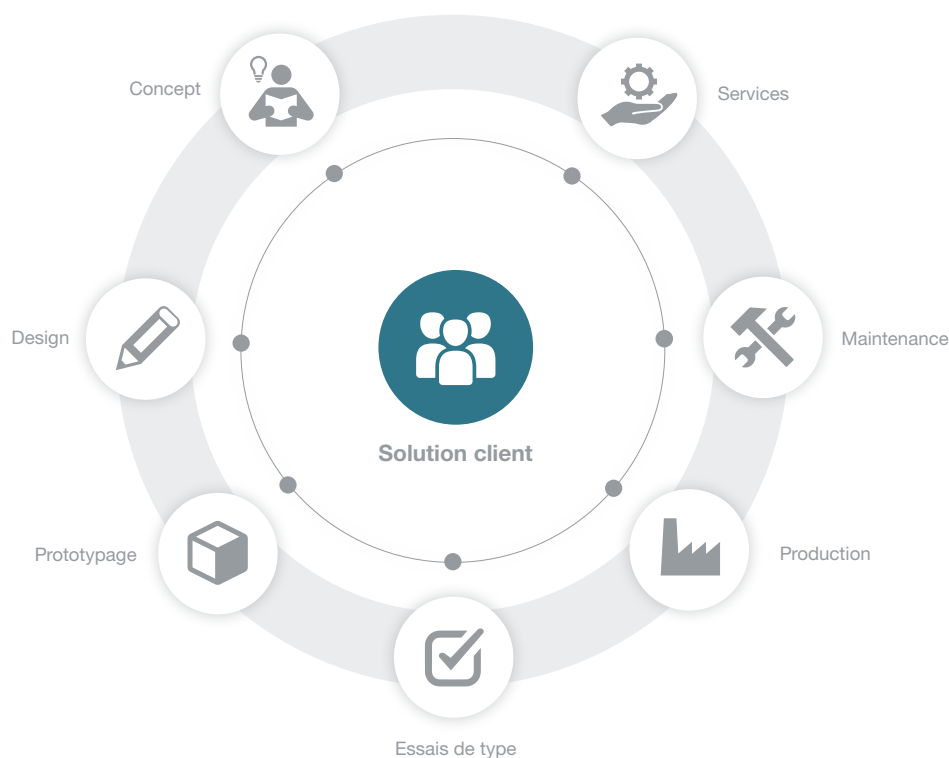 Concept
Services
Design
Maintenance
Solution client
Prototypage
Production
Essais de type